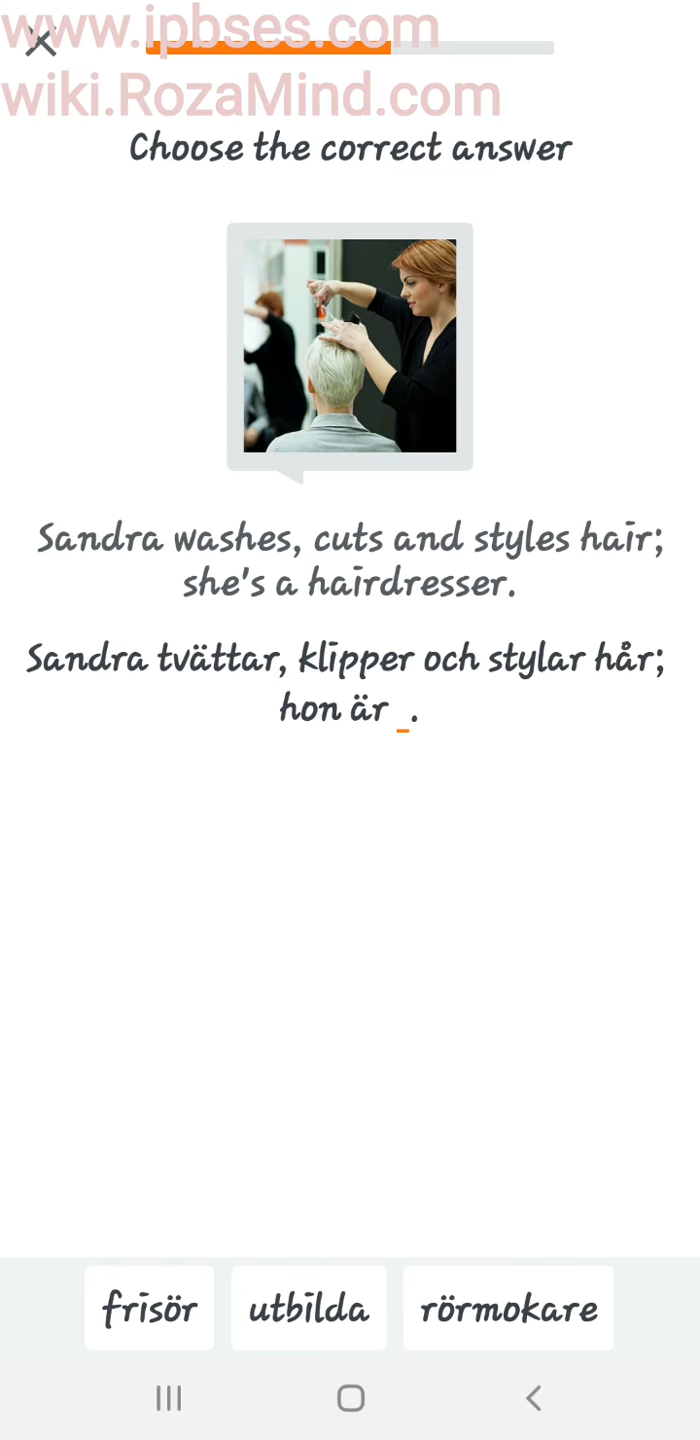 www.ipbses.com
wiki.RozaMind.com
Choose the correct answer
Sandra washes, cuts and styles hair;
she's a hairdresser.
Sandra tvättar, klipper och stylar hår;
hon är _.
frisör
utbilda
rörmokare